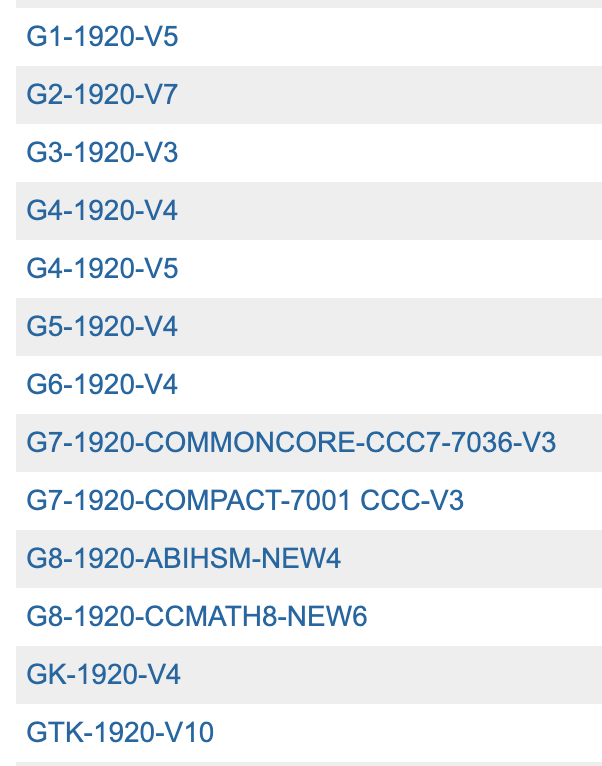 G1-1920-V5
G2-1920-V7
G3-1920-V3
G4-1920-V4
G4-1920-V5
G5-1920-V4
G6-1920-V4
G7-1920-COMMONCORE-CCC7-7036-V3
G7-1920-COMPACT-7001 CCC-V3
G8-1920-ABIHSM-NEW4
G8-1920-CCMATH8-NEW6
GK-1920-V4
GTK-1920-V10